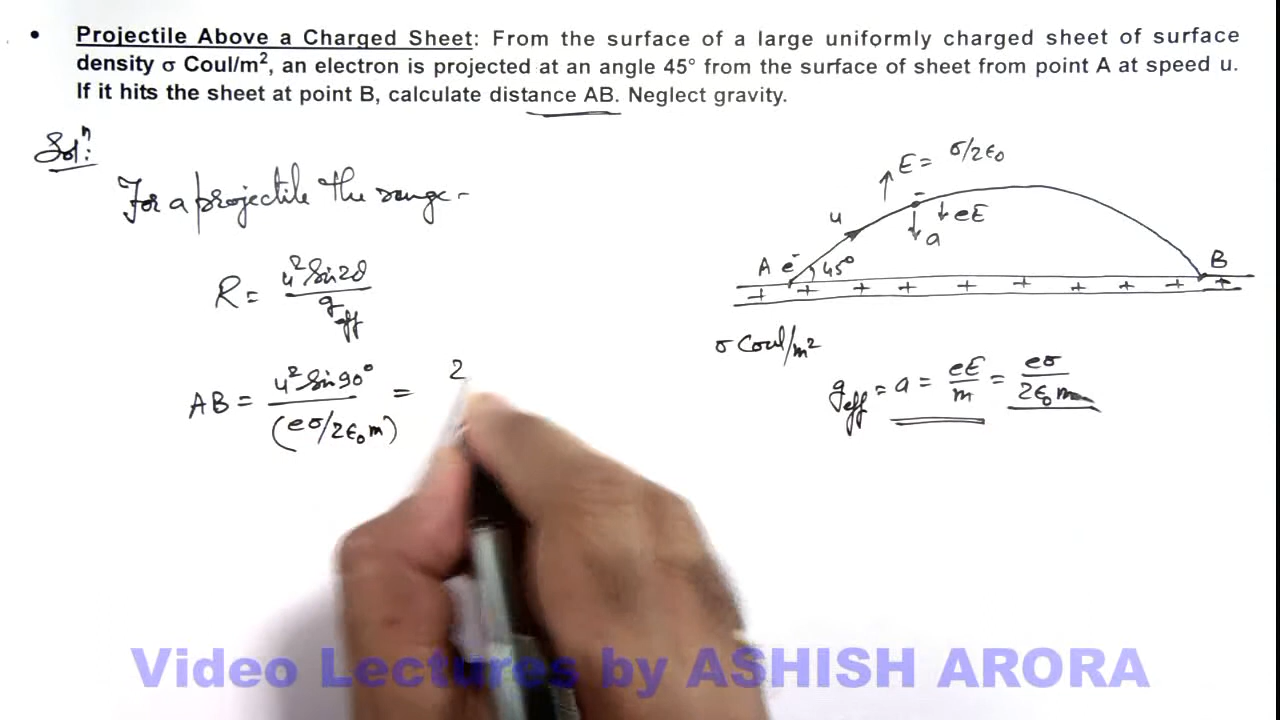 • Projectile Above a Charged Sheet: From the surface of a large uniformly charged sheet of surface
density σ Coul/m², an electron is projected at an angle 45° from the surface of sheet from point A at speed u.
If it hits the sheet at point B, calculate distance AB. Neglect gravity.
Solⁿ:
For a projectile the range -
R = u² Sin2θ / g_eff
AB = u² Sin90° / (eσ/2ε₀m) = 2
E = σ/2ε₀
-
eE
u
a
A e⁻ 45° B
+ + + + + + + + + +
σ Coul/m²
g_eff = a = eE/m = eσ/2ε₀m
Video Lectures by ASHISH ARORA